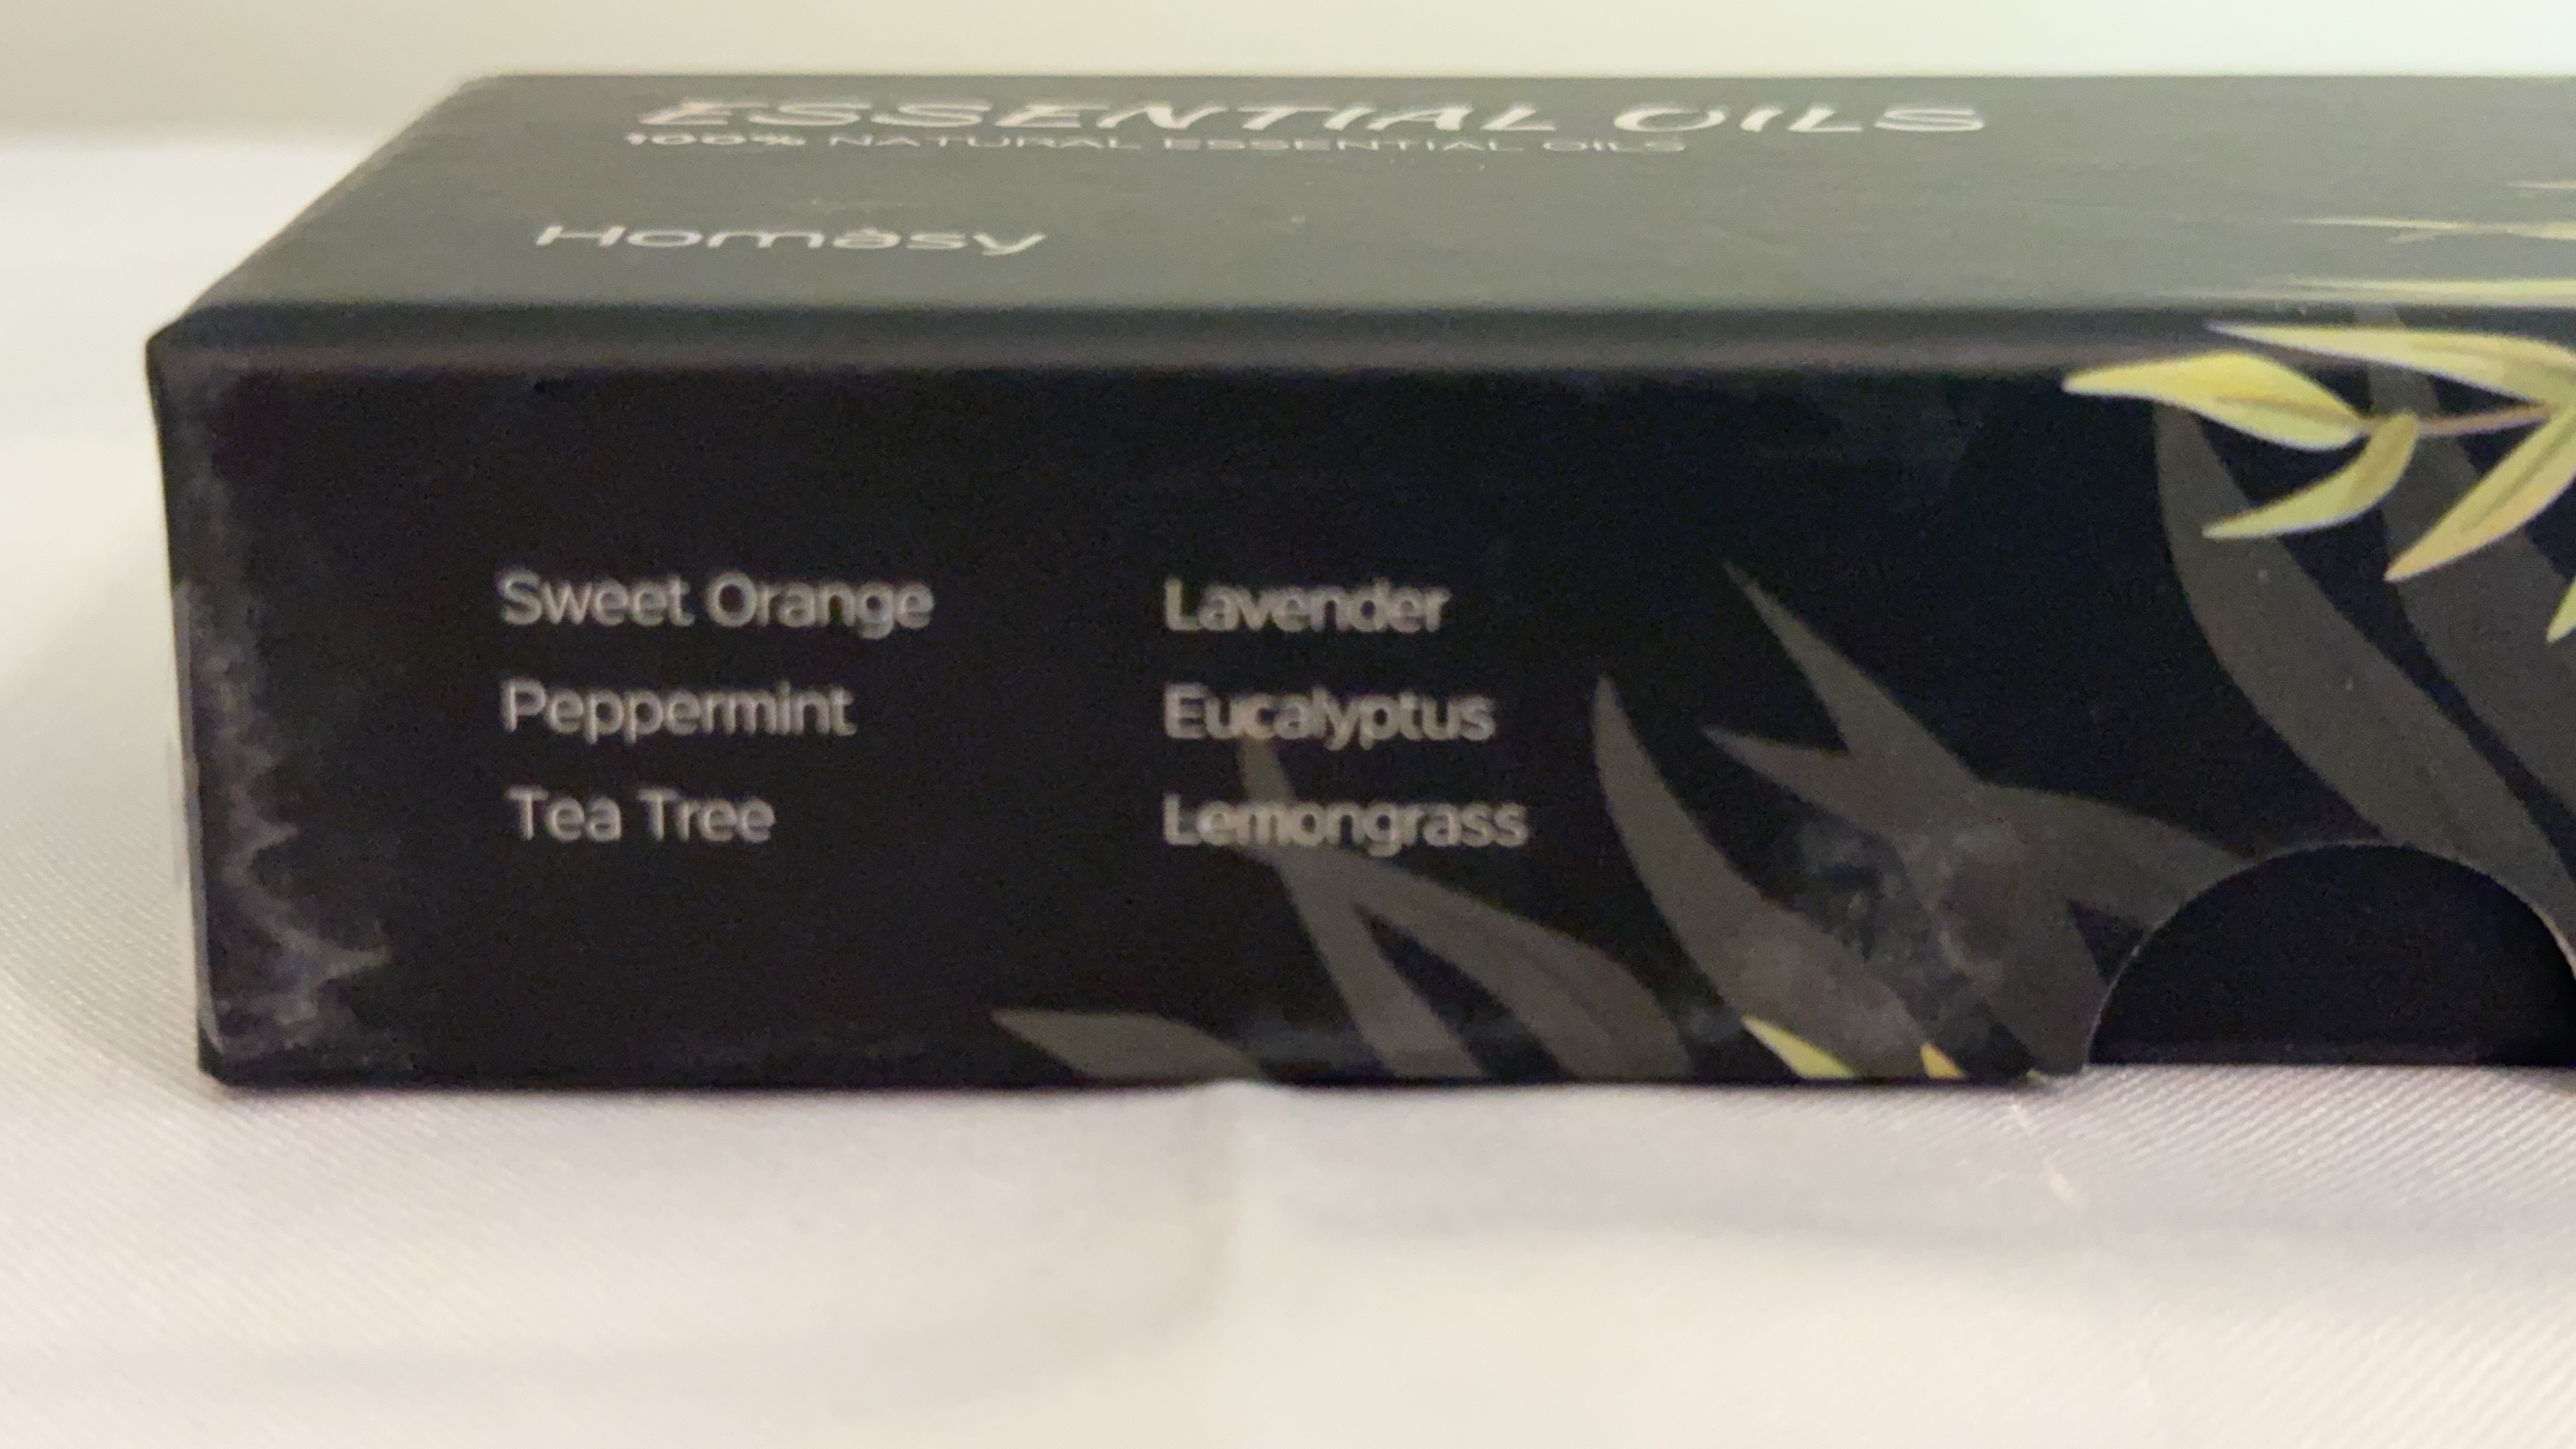 ESSENTIAL OILS
100% NATURAL ESSENTIAL OILS
Homasy
Sweet Orange
Lavender
Peppermint
Eucalyptus
Tea Tree
Lemongrass